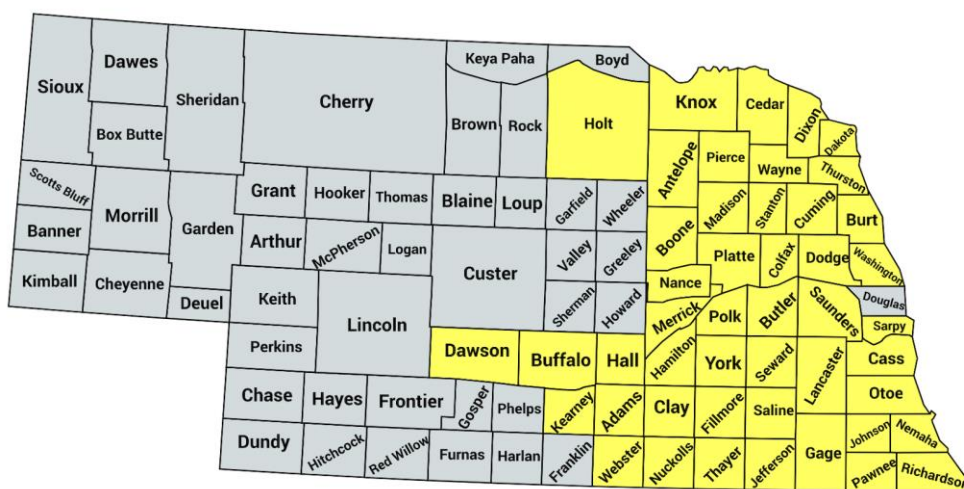 Keya Paha
Boyd
Dawes
Sioux
Sheridan
Cherry
Knox
Cedar
Dixon
Dakota
Box Butte
Brown
Rock
Holt
Antelope
Pierce
Wayne
Thurston
Scotts Bluff
Grant
Hooker
Thomas
Blaine
Loup
Garfield
Wheeler
Madison
Stanton
Cuming
Burt
Banner
Morrill
Garden
Arthur
McPherson
Logan
Custer
Valley
Greeley
Boone
Platte
Colfax
Dodge
Washington
Kimball
Cheyenne
Deuel
Keith
Lincoln
Sherman
Howard
Nance
Merrick
Polk
Butler
Saunders
Douglas
Sarpy
Perkins
Dawson
Buffalo
Hall
Hamilton
York
Seward
Lancaster
Cass
Otoe
Chase
Hayes
Frontier
Gosper
Phelps
Kearney
Adams
Clay
Fillmore
Saline
Dundy
Hitchcock
Red Willow
Furnas
Harlan
Franklin
Webster
Nuckolls
Thayer
Jefferson
Gage
Johnson
Nemaha
Pawnee
Richardson